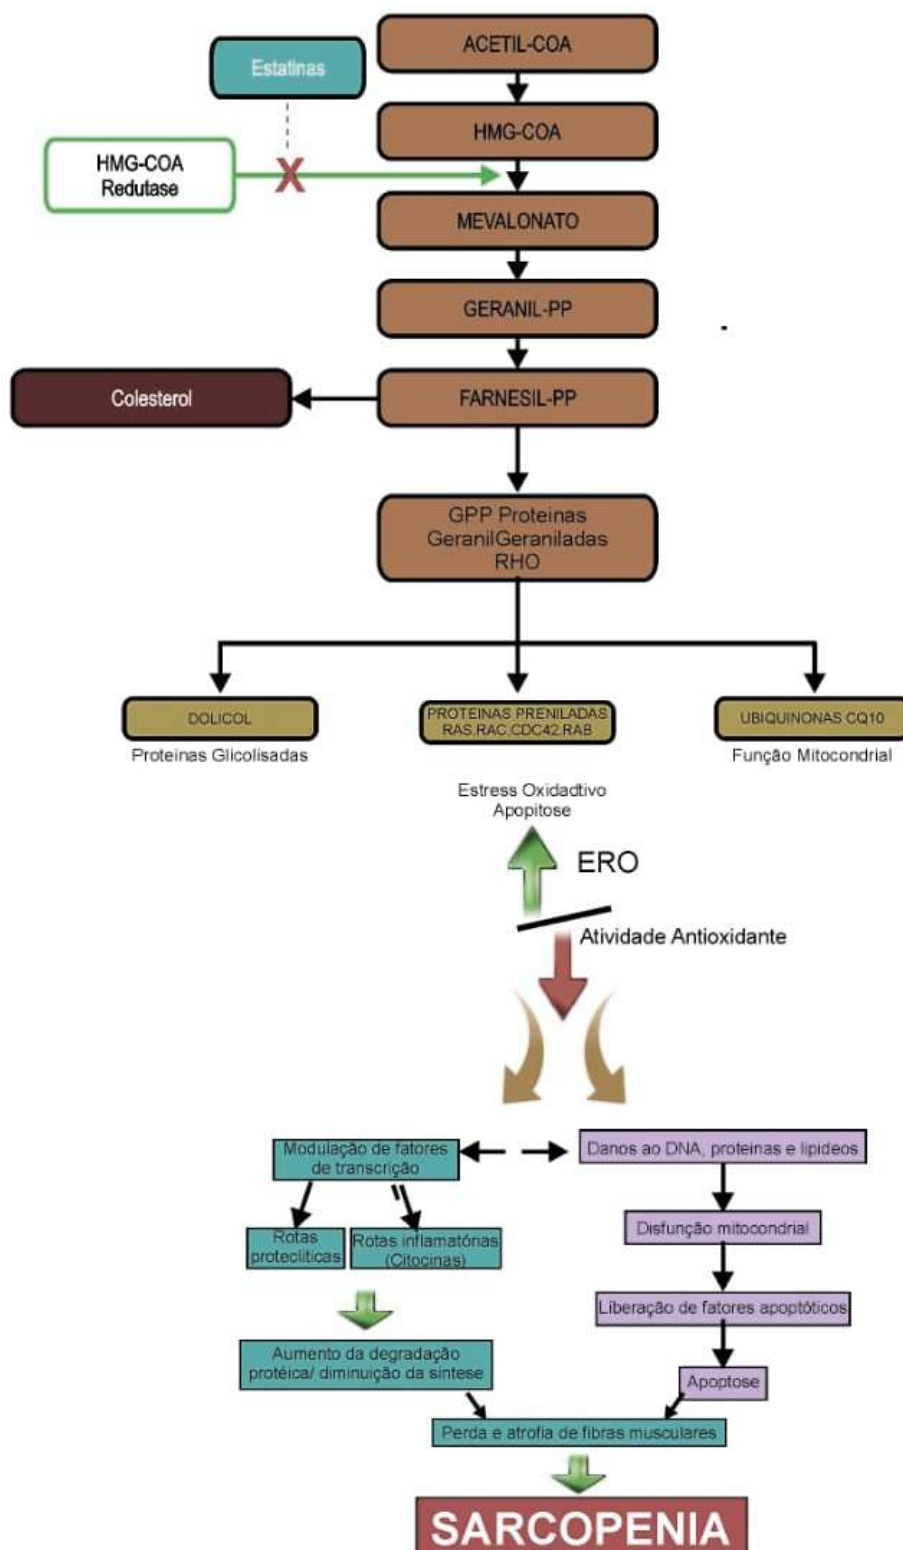 ACETIL-COA
Estatinas
HMG-COA
HMG-COA
Redutase
MEVALONATO
GERANIL-PP
Colesterol
FARNESIL-PP
GPP Proteinas
GeranilGeraniladas
RHO
DOLICOL
PROTEINAS PRENILADAS
RAS,RAC,CDC42,RAB
UBIQUINONAS CQ10
Proteinas Glicolisadas
Função Mitocondrial
Estress Oxidadtivo
Apopitose
ERO
Atividade Antioxidante
Modulação de fatores
de transcrição
Danos ao DNA, proteinas e lipideos
Rotas
proteclíticas
Rotas inflamatórias
(Citocinas)
Disfunção mitocondrial
Liberação de fatores apoptóticos
Aumento da degradação
protéica/ diminuição da sintese
Apoptose
Perda e atrofia de fibras musculares
SARCOPENIA